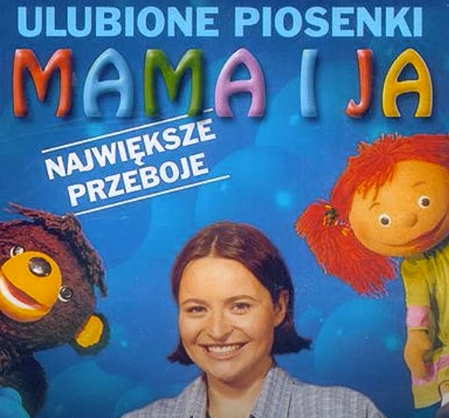 ULUBIONE PIOSENKI
MAMA I JA
NAJWIĘKSZE
PRZEBOJE